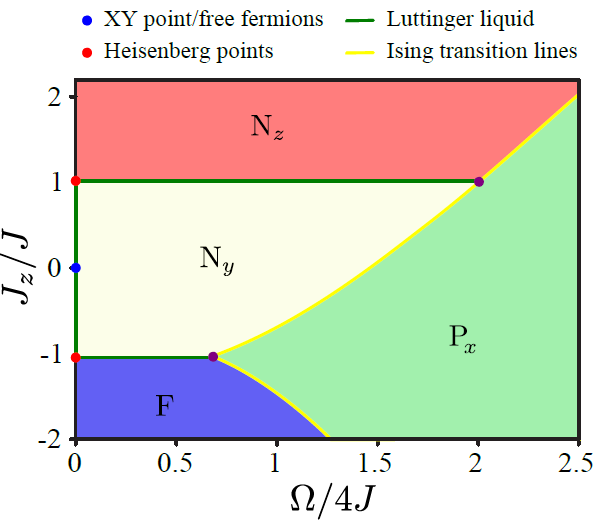 XY point/free fermions
Luttinger liquid
Heisenberg points
Ising transition lines
2
1
0
-1
-2
J_z/J
N_z
N_y
P_x
F
0
0.5
1
1.5
2
2.5
Ω/4J